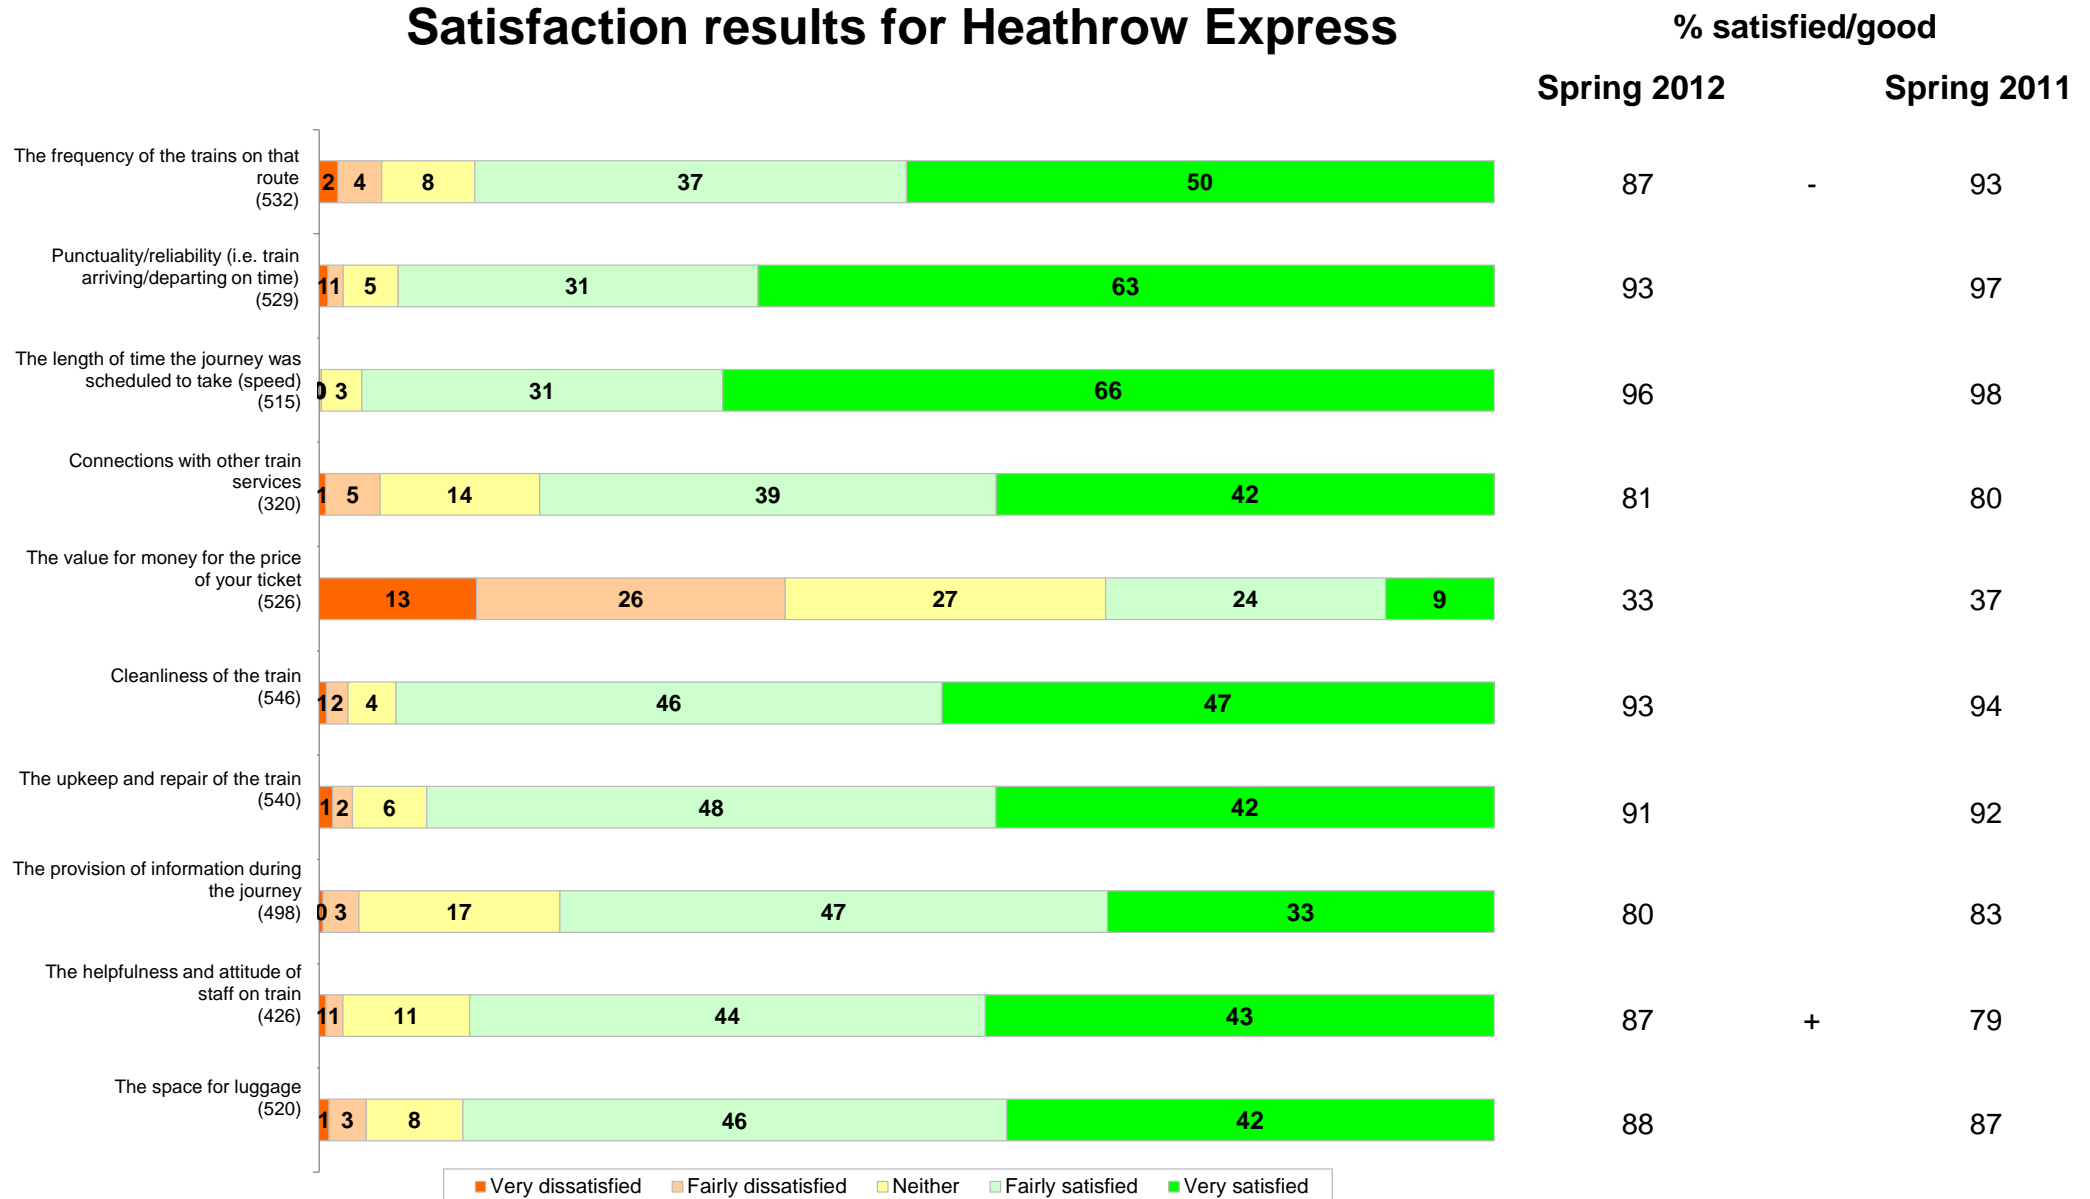 Satisfaction results for Heathrow Express
% satisfied/good
Spring 2012 Spring 2011
The frequency of the trains on that
route
(532)
2 4 8 37 50 87 - 93
Punctuality/reliability (i.e. train
arriving/departing on time)
(529)
1 1 5 31 63 93 97
The length of time the journey was
scheduled to take (speed)
(515)
0 0 3 31 66 96 98
Connections with other train
services
(320)
1 5 14 39 42 81 80
The value for money for the price
of your ticket
(526)
13 26 27 24 9 33 37
Cleanliness of the train
(546)
1 2 4 46 47 93 94
The upkeep and repair of the train
(540)
1 2 6 48 42 91 92
The provision of information during
the journey
(498)
0 3 17 47 33 80 83
The helpfulness and attitude of
staff on train
(426)
1 1 11 44 43 87 + 79
The space for luggage
(520)
1 3 8 46 42 88 87
Very dissatisfied Fairly dissatisfied Neither Fairly satisfied Very satisfied